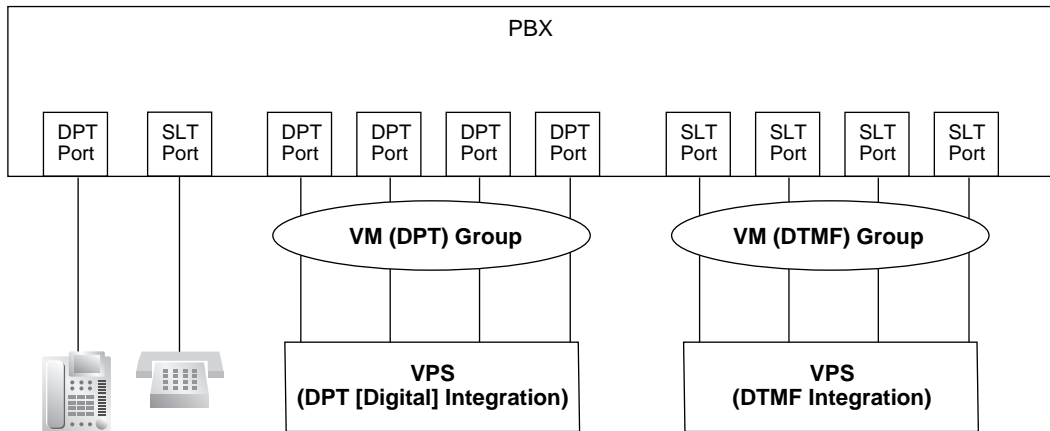 PBX
DPT
Port
SLT
Port
DPT
Port
DPT
Port
DPT
Port
DPT
Port
SLT
Port
SLT
Port
SLT
Port
SLT
Port
VM (DPT) Group
VM (DTMF) Group
VPS
(DPT [Digital] Integration)
VPS
(DTMF Integration)